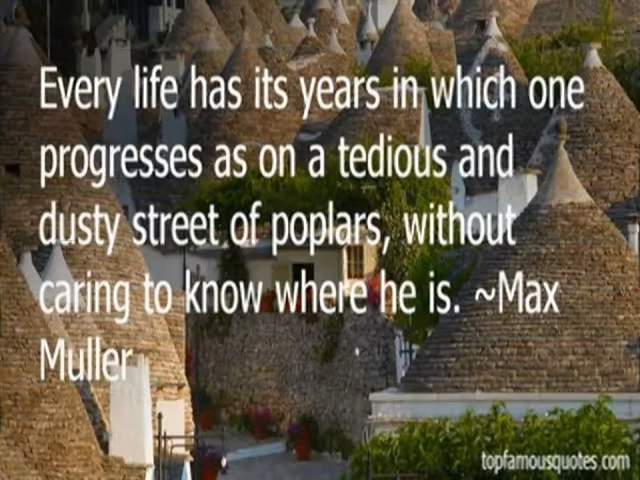 Every life has its years in which one
progresses as on a tedious and
dusty street of poplars, without
caring to know where he is. ~Max
Muller
topfamousquotes.com